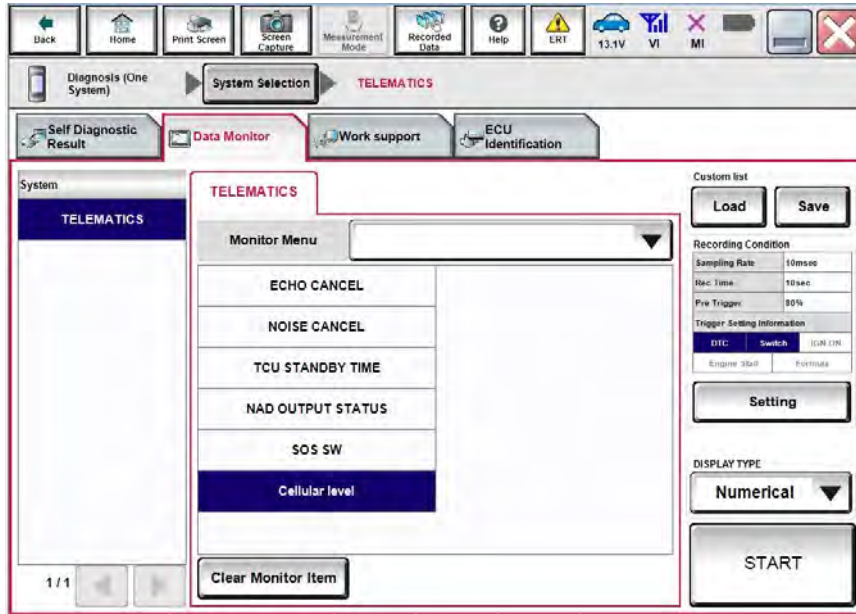 Back
Home
Print Screen
Screen
Capture
Measurement
Mode
Recorded
Data
Help
ERT
13.1V
VI
MI
Diagnosis (One
System)
System Selection
TELEMATICS
Self Diagnostic
Result
Data Monitor
Work support
ECU
Identification
System
TELEMATICS
1/1
TELEMATICS
Monitor Menu
ECHO CANCEL
NOISE CANCEL
TCU STANDBY TIME
NAD OUTPUT STATUS
SOS SW
Cellular level
Clear Monitor Item
Custom list
Load
Save
Recording Condition
Sampling Rate
10msec
Rec Time
10sec
Pre Trigger
80%
Trigger Setting Information
DTC
Switch
IGN ON
Engine Stall
Formula
Setting
DISPLAY TYPE
Numerical
START